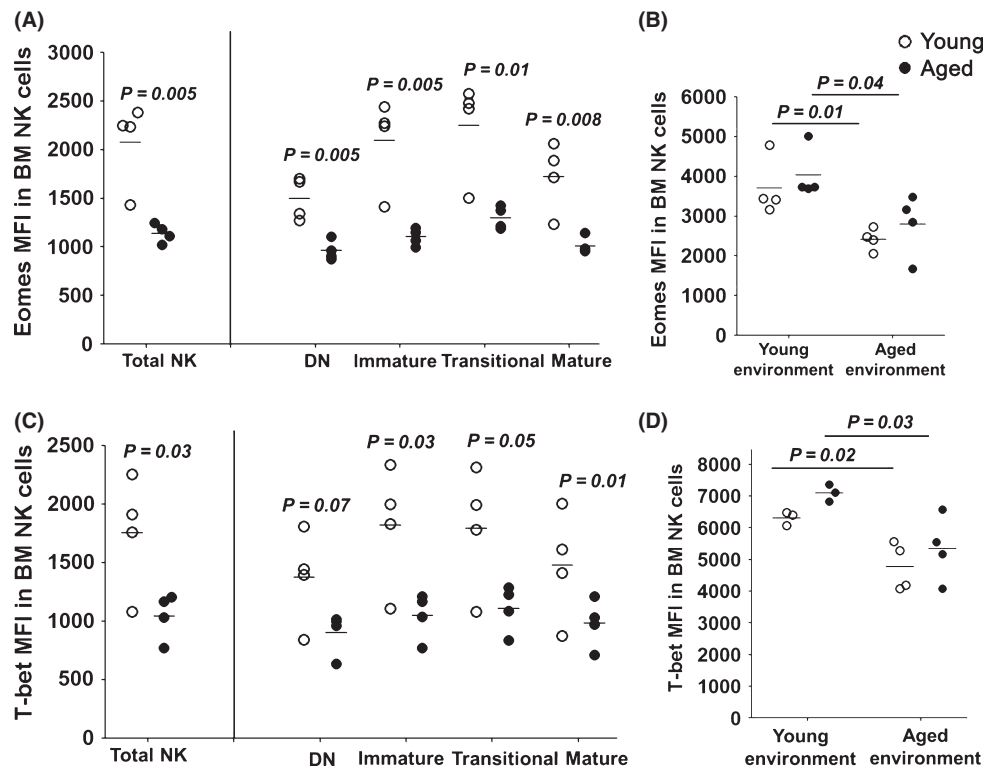 (A)
Eomes MFI in BM NK cells
3000
2500
2000
1500
1000
500
0
P = 0.005
P = 0.005
P = 0.005
P = 0.01
P = 0.008
Total NK
DN
Immature
Transitional
Mature
(B)
Young
Aged
Eomes MFI in BM NK cells
6000
5000
4000
3000
2000
1000
0
P = 0.04
P = 0.01
Young
environment
Aged
environment
(C)
T-bet MFI in BM NK cells
2500
2000
1500
1000
500
0
P = 0.03
P = 0.07
P = 0.03
P = 0.05
P = 0.01
Total NK
DN
Immature
Transitional
Mature
(D)
T-bet MFI in BM NK cells
8000
7000
6000
5000
4000
3000
2000
1000
0
P = 0.03
P = 0.02
Young
environment
Aged
environment